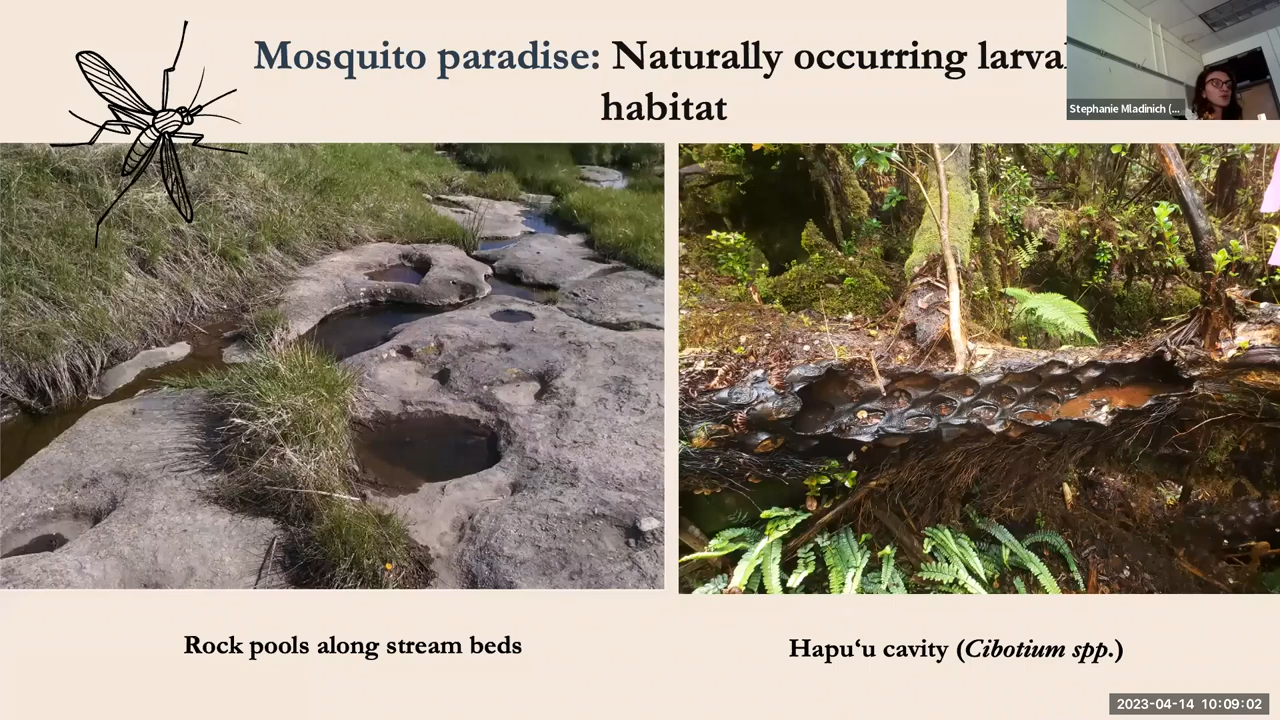 Mosquito paradise: Naturally occurring larval
habitat
Stephanie Mladinich (...
Rock pools along stream beds
Hapu‘u cavity (Cibotium spp.)
2023-04-14 10:09:02